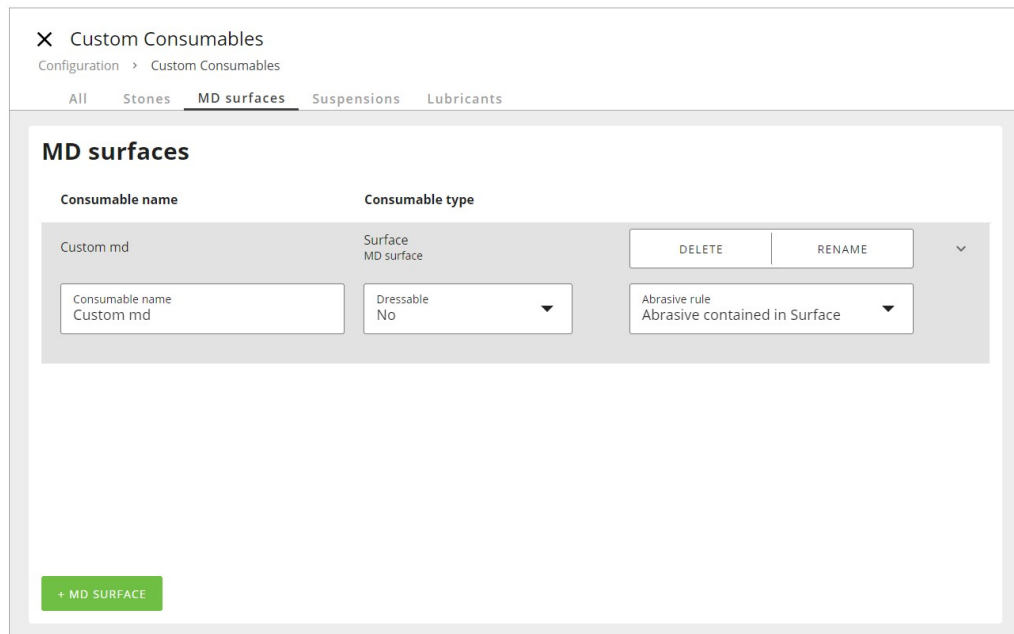 Custom Consumables
Configuration > Custom Consumables
All Stones MD surfaces Suspensions Lubricants
MD surfaces
Consumable name Consumable type
Custom md Surface DELETE RENAME
MD surface
Consumable name Dressable Abrasive rule
Custom md No Abrasive contained in Surface
+ MD SURFACE